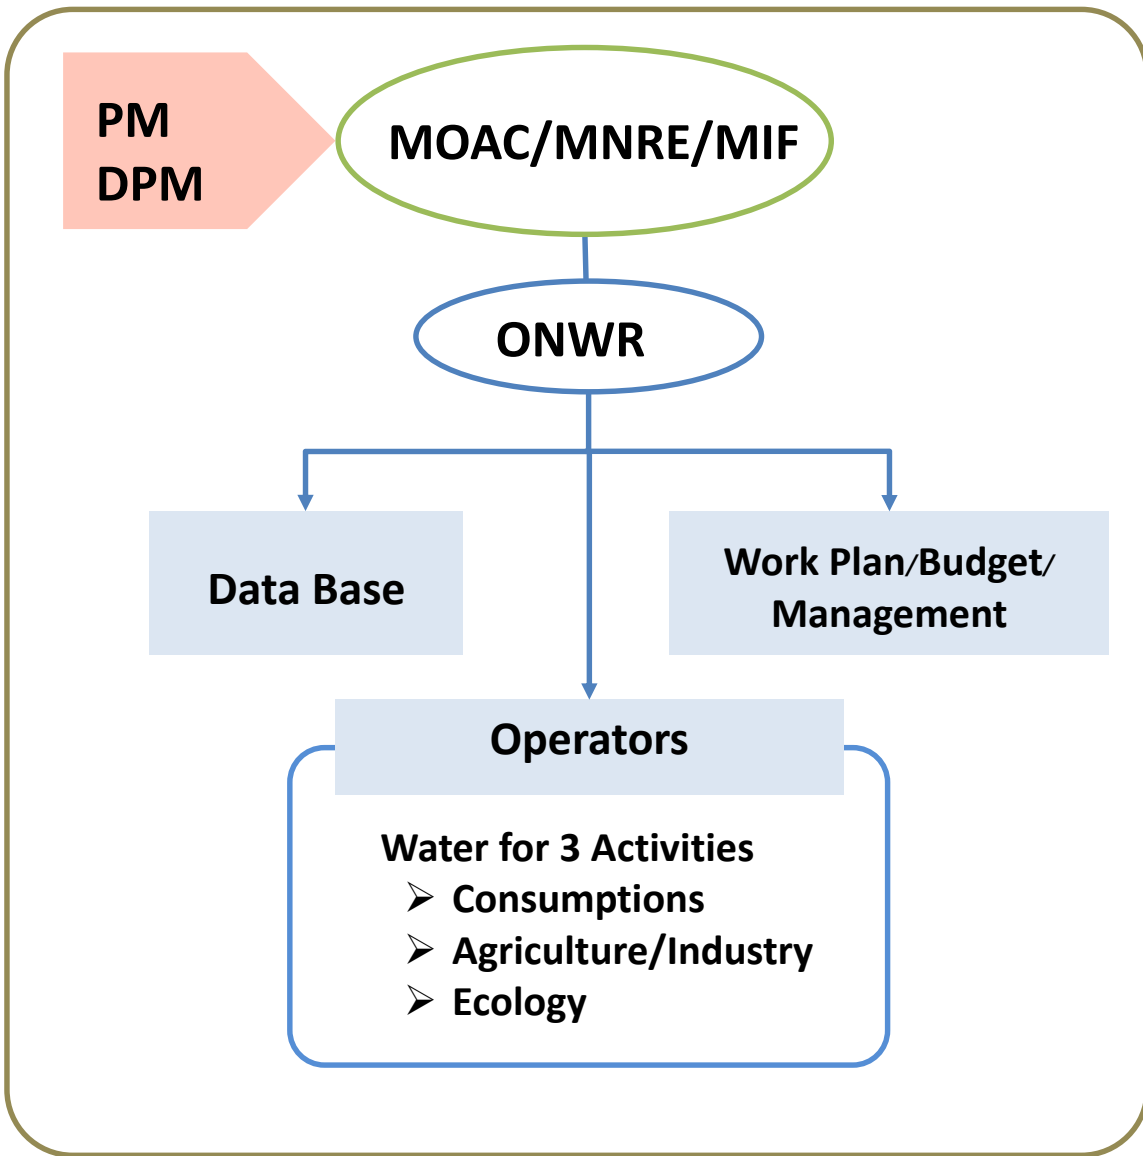 PM
DPM
MOAC/MNRE/MIF
ONWR
Data Base
Work Plan/Budget/
Management
Operators
Water for 3 Activities
➢ Consumptions
➢ Agriculture/Industry
➢ Ecology